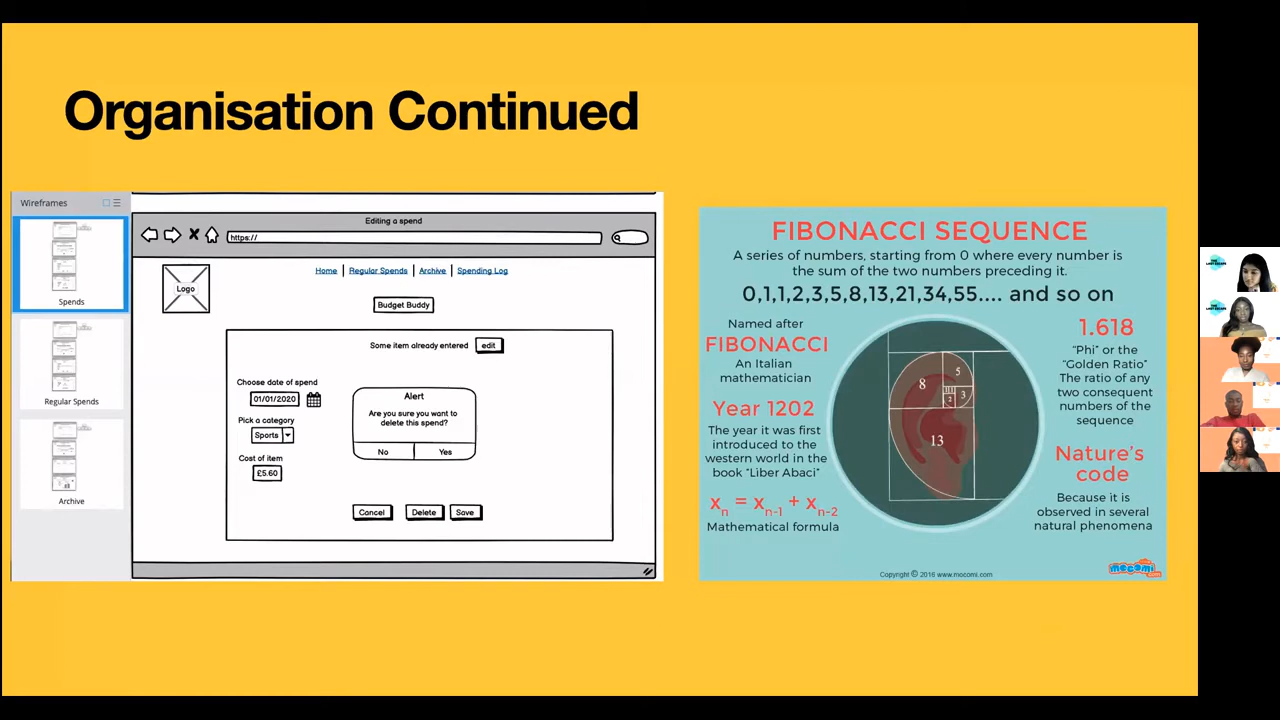 Organisation Continued
Wireframes
Spends
Regular Spends
Archive
Editing a spend
https://
Logo
Home | Regular Spends | Archive | Spending Log
Budget Buddy
Some item already entered edit
Choose date of spend
01/01/2020
Pick a category
Sports
Cost of item
£5.60
Alert
Are you sure you want to
delete this spend?
No Yes
Cancel Delete Save
FIBONACCI SEQUENCE
A series of numbers, starting from 0 where every number is
the sum of the two numbers preceding it.
0,1,1,2,3,5,8,13,21,34,55.... and so on
Named after
FIBONACCI
An Italian
mathematician
Year 1202
The year it was first
introduced to the
western world in the
book “Liber Abaci”
xn = xn-1 + xn-2
Mathematical formula
8
5
3
2
13
1.618
“Phi” or the
“Golden Ratio”
The ratio of any
two consequent
numbers of the
sequence
Nature’s
code
Because it is
observed in several
natural phenomena
Copyright © 2016 www.mocomi.com
mocomi